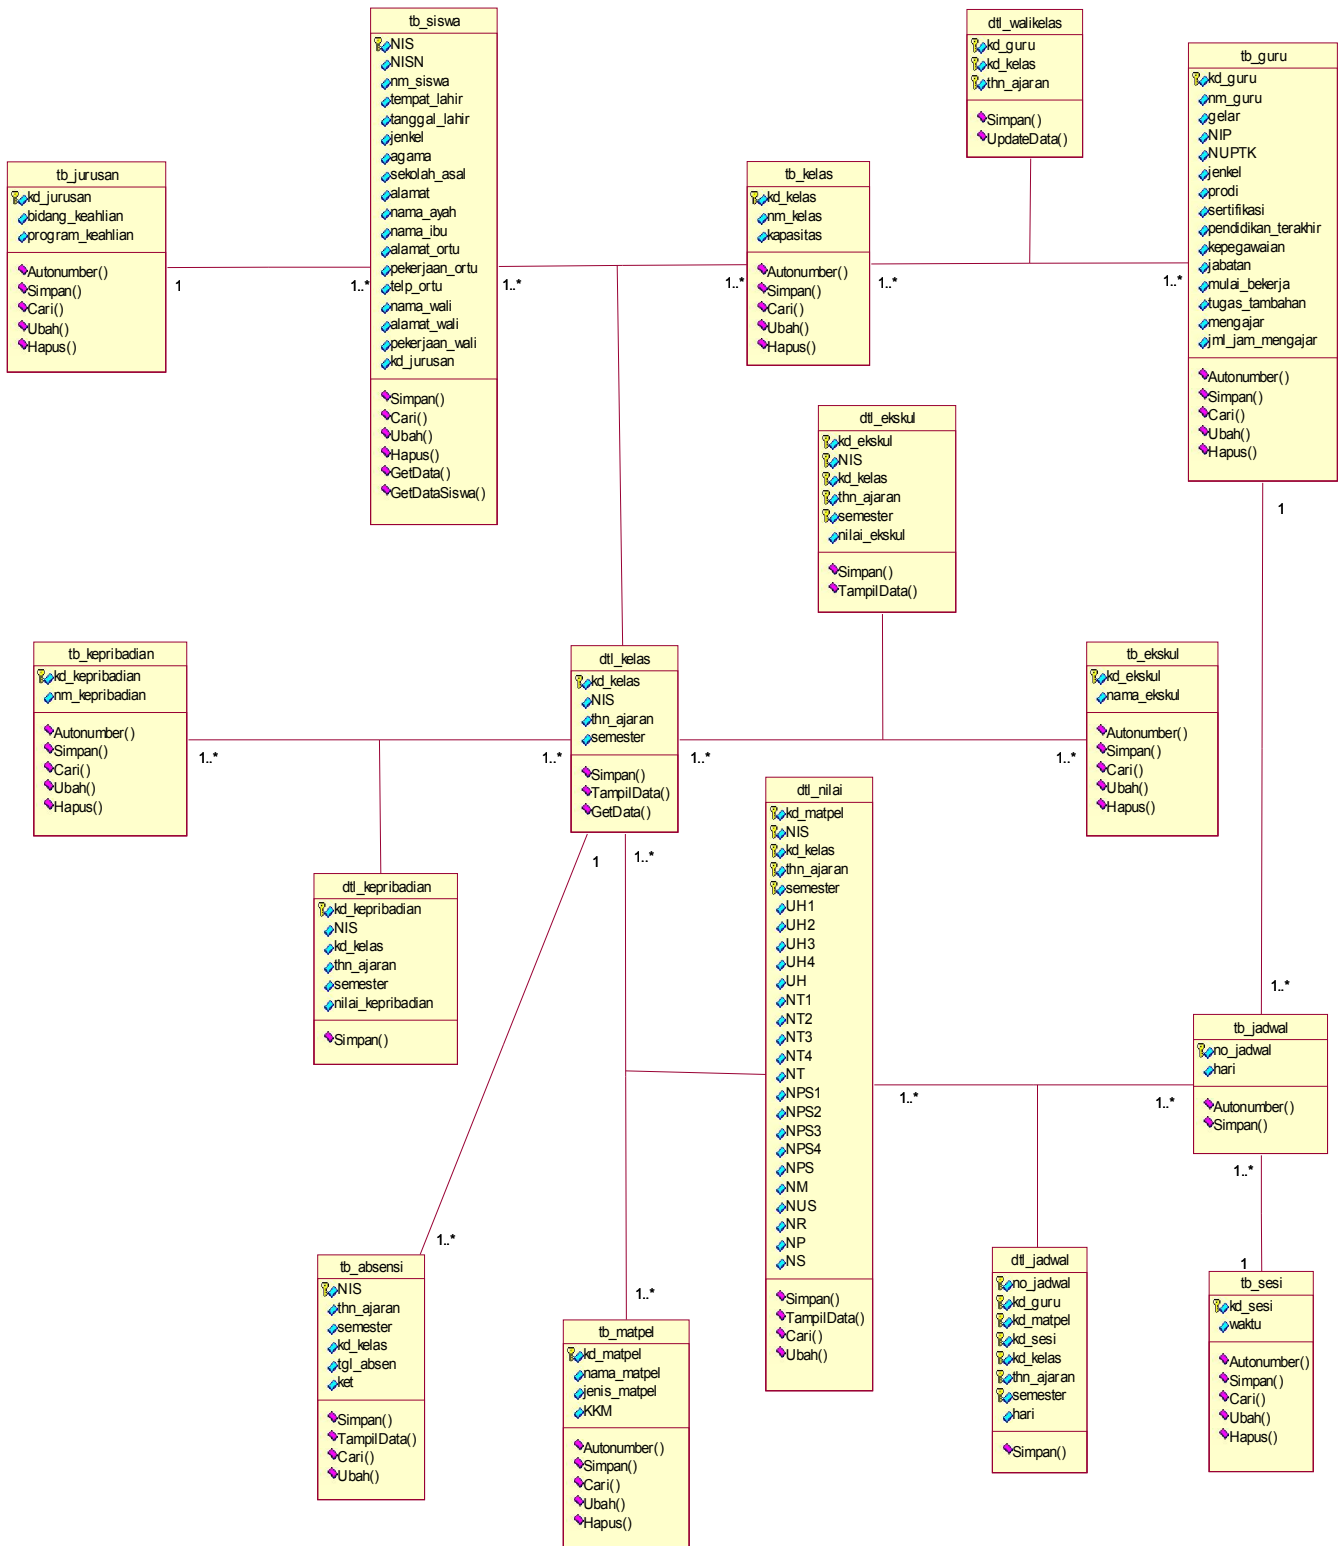 tb_siswa
NIS
NISN
nm_siswa
tempat_lahir
tanggal_lahir
jenkel
agama
sekolah_asal
alamat
nama_ayah
nama_ibu
alamat_ortu
pekerjaan_ortu
telp_ortu
nama_wali
alamat_wali
pekerjaan_wali
kd_jurusan
Simpan()
Cari()
Ubah()
Hapus()
GetData()
GetDataSiswa()
dtl_walikelas
kd_guru
kd_kelas
thn_ajaran
Simpan()
UpdateData()
tb_guru
kd_guru
nm_guru
gelar
NIP
NUPTK
jenkel
prodi
sertifikasi
pendidikan_terakhir
kepegawaian
jabatan
mulai_bekerja
tugas_tambahan
mengajar
jml_jam_mengajar
Autonumber()
Simpan()
Cari()
Ubah()
Hapus()
tb_jurusan
kd_jurusan
bidang_keahlian
program_keahlian
Autonumber()
Simpan()
Cari()
Ubah()
Hapus()
tb_kelas
kd_kelas
nm_kelas
kapasitas
Autonumber()
Simpan()
Cari()
Ubah()
Hapus()
1
1..*
1..*
1..*
1..*
1..*
dtl_ekskul
kd_ekskul
NIS
kd_kelas
thn_ajaran
semester
nilai_ekskul
Simpan()
TampilData()
1
tb_kepribadian
kd_kepribadian
nm_kepribadian
Autonumber()
Simpan()
Cari()
Ubah()
Hapus()
dtl_kelas
kd_kelas
NIS
thn_ajaran
semester
Simpan()
TampilData()
GetData()
tb_ekskul
kd_ekskul
nama_ekskul
Autonumber()
Simpan()
Cari()
Ubah()
Hapus()
1..*
1..*
1..*
1..*
1
1..*
dtl_nilai
kd_matpel
NIS
kd_kelas
thn_ajaran
semester
UH1
UH2
UH3
UH4
UH
NT1
NT2
NT3
NT4
NT
NPS1
NPS2
NPS3
NPS4
NPS
NM
NUS
NR
NP
NS
Simpan()
TampilData()
Cari()
Ubah()
dtl_kepribadian
kd_kepribadian
NIS
kd_kelas
thn_ajaran
semester
nilai_kepribadian
Simpan()
1..*
tb_jadwal
no_jadwal
hari
Autonumber()
Simpan()
1..*
1..*
1..*
1..*
1
1..*
tb_absensi
NIS
thn_ajaran
semester
kd_kelas
tgl_absen
ket
Simpan()
TampilData()
Cari()
Ubah()
tb_matpel
kd_matpel
nama_matpel
jenis_matpel
KKM
Autonumber()
Simpan()
Cari()
Ubah()
Hapus()
dtl_jadwal
no_jadwal
kd_guru
kd_matpel
kd_sesi
kd_kelas
thn_ajaran
semester
hari
Simpan()
tb_sesi
kd_sesi
waktu
Autonumber()
Simpan()
Cari()
Ubah()
Hapus()